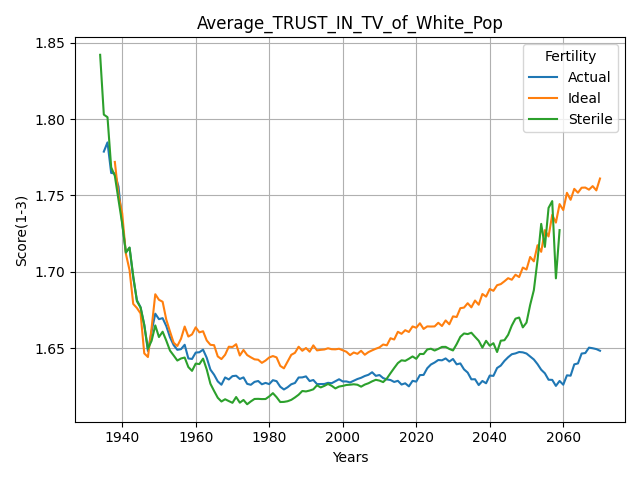 Average_TRUST_IN_TV_of_White_Pop
Fertility
Actual
Ideal
Sterile
Score(1-3)
1.85
1.80
1.75
1.70
1.65
1940
1960
1980
2000
2020
2040
2060
Years